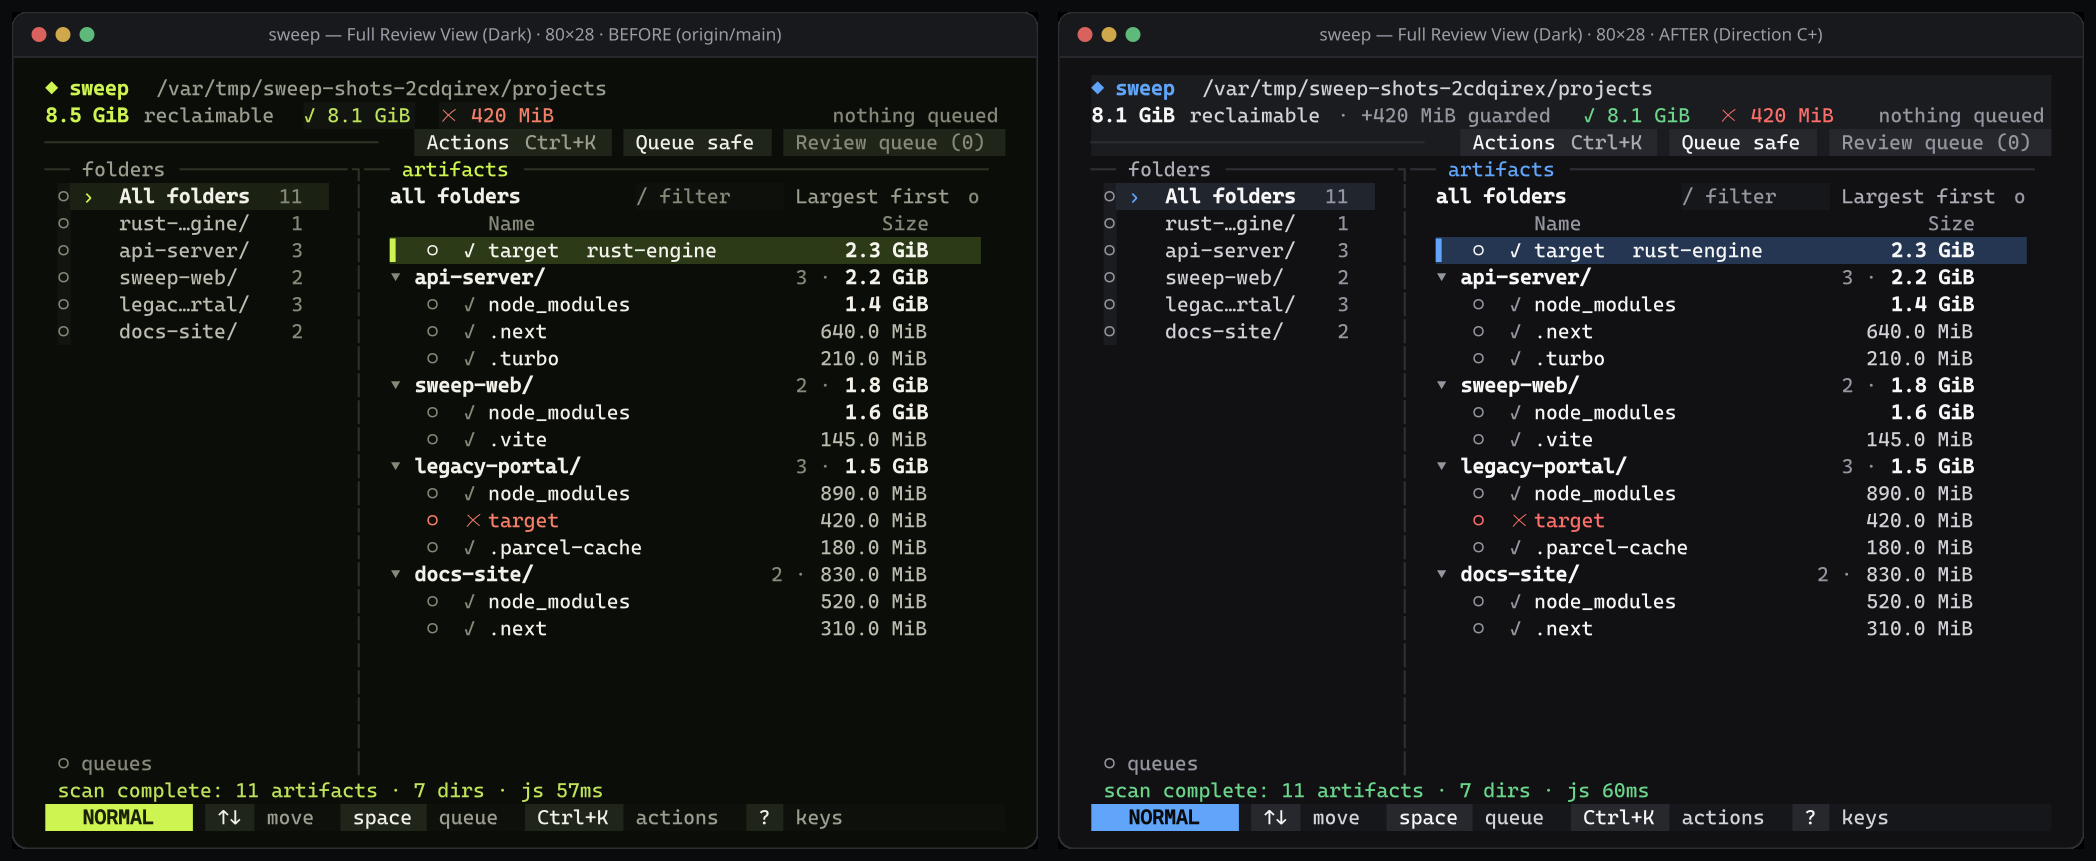 sweep — Full Review View (Dark) · 80×28 · BEFORE (origin/main)
◆ sweep /var/tmp/sweep-shots-2cdqirex/projects
8.5 GiB reclaimable ✓ 8.1 GiB ✕ 420 MiB nothing queued
Actions Ctrl+K Queue safe Review queue (0)
folders artifacts
○ › All folders 11 all folders / filter Largest first o
○ rust-…gine/ 1 Name Size
○ api-server/ 3 ○ ✓ target rust-engine 2.3 GiB
○ sweep-web/ 2 ▾ api-server/ 3 · 2.2 GiB
○ legac…rtal/ 3 ○ ✓ node_modules 1.4 GiB
○ docs-site/ 2 ○ ✓ .next 640.0 MiB
○ ✓ .turbo 210.0 MiB
▾ sweep-web/ 2 · 1.8 GiB
○ ✓ node_modules 1.6 GiB
○ ✓ .vite 145.0 MiB
▾ legacy-portal/ 3 · 1.5 GiB
○ ✓ node_modules 890.0 MiB
○ ✕ target 420.0 MiB
○ ✓ .parcel-cache 180.0 MiB
▾ docs-site/ 2 · 830.0 MiB
○ ✓ node_modules 520.0 MiB
○ ✓ .next 310.0 MiB
○ queues
scan complete: 11 artifacts · 7 dirs · js 57ms
NORMAL ↑↓ move space queue Ctrl+K actions ? keys
sweep — Full Review View (Dark) · 80×28 · AFTER (Direction C+)
◆ sweep /var/tmp/sweep-shots-2cdqirex/projects
8.1 GiB reclaimable · +420 MiB guarded ✓ 8.1 GiB ✕ 420 MiB nothing queued
Actions Ctrl+K Queue safe Review queue (0)
folders artifacts
○ › All folders 11 all folders / filter Largest first o
○ rust-…gine/ 1 Name Size
○ api-server/ 3 ○ ✓ target rust-engine 2.3 GiB
○ sweep-web/ 2 ▾ api-server/ 3 · 2.2 GiB
○ legac…rtal/ 3 ○ ✓ node_modules 1.4 GiB
○ docs-site/ 2 ○ ✓ .next 640.0 MiB
○ ✓ .turbo 210.0 MiB
▾ sweep-web/ 2 · 1.8 GiB
○ ✓ node_modules 1.6 GiB
○ ✓ .vite 145.0 MiB
▾ legacy-portal/ 3 · 1.5 GiB
○ ✓ node_modules 890.0 MiB
○ ✕ target 420.0 MiB
○ ✓ .parcel-cache 180.0 MiB
▾ docs-site/ 2 · 830.0 MiB
○ ✓ node_modules 520.0 MiB
○ ✓ .next 310.0 MiB
○ queues
scan complete: 11 artifacts · 7 dirs · js 60ms
NORMAL ↑↓ move space queue Ctrl+K actions ? keys